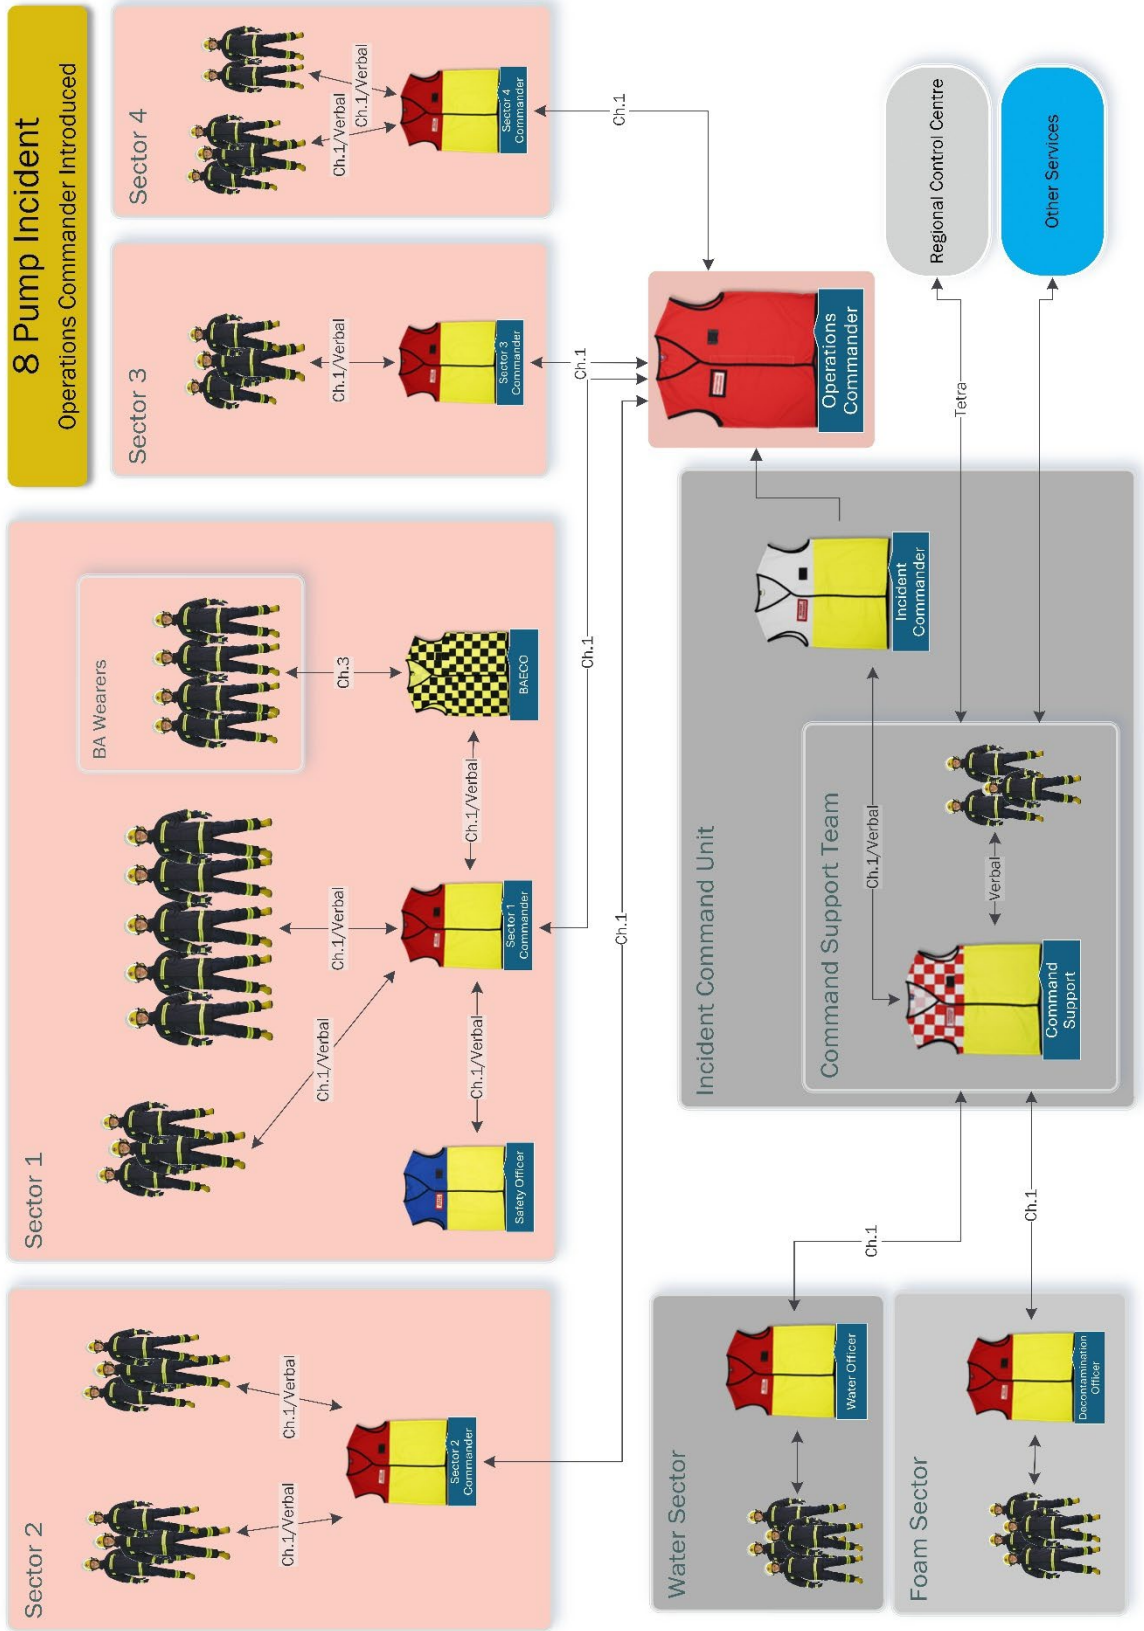 8 Pump Incident
Operations Commander Introduced
Sector 2
Ch.1/Verbal
Ch.1/Verbal
Sector 2
Commander
Sector 1
Ch.1/Verbal
Ch.1/Verbal
BA Wearers
Ch.3
Safety Officer
Ch.1/Verbal
Sector 1
Commander
Ch.1/Verbal
BAECO
Sector 3
Ch.1/Verbal
Sector 3
Commander
Sector 4
Ch.1/Verbal
Ch.1/Verbal
Sector 4
Commander
Ch.1
Ch.1
Ch.1
Ch.1
Operations
Commander
Water Sector
Water Officer
Ch.1
Foam Sector
Decontamination
Officer
Ch.1
Incident Command Unit
Incident
Commander
Ch.1/Verbal
Command Support Team
Command
Support
Verbal
Tetra
Regional Control Centre
Other Services